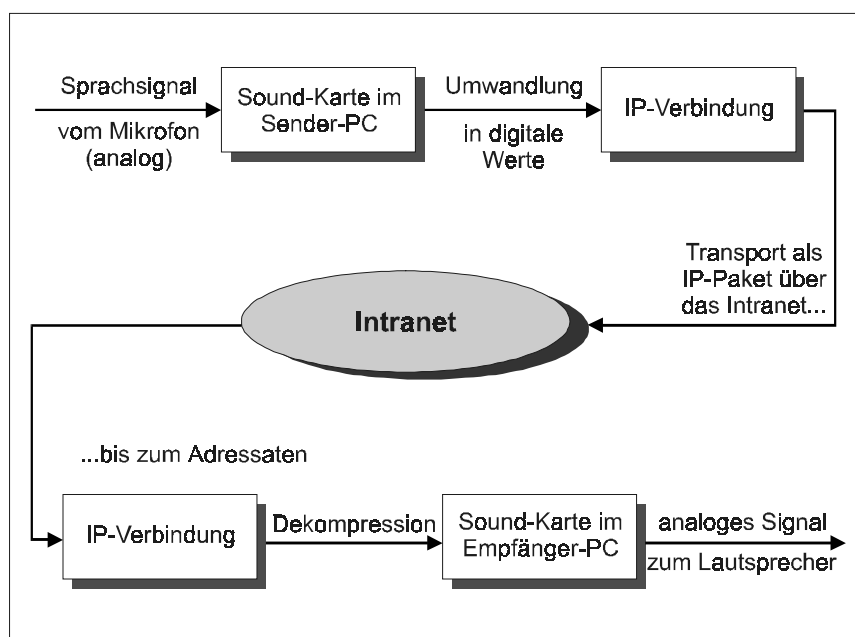 Sprachsignal
vom Mikrofon
(analog)
Sound-Karte im
Sender-PC
Umwandlung
in digitale
Werte
IP-Verbindung
Transport als
IP-Paket über
das Intranet...
Intranet
...bis zum Adressaten
IP-Verbindung
Dekompression
Sound-Karte im
Empfänger-PC
analoges Signal
zum Lautsprecher